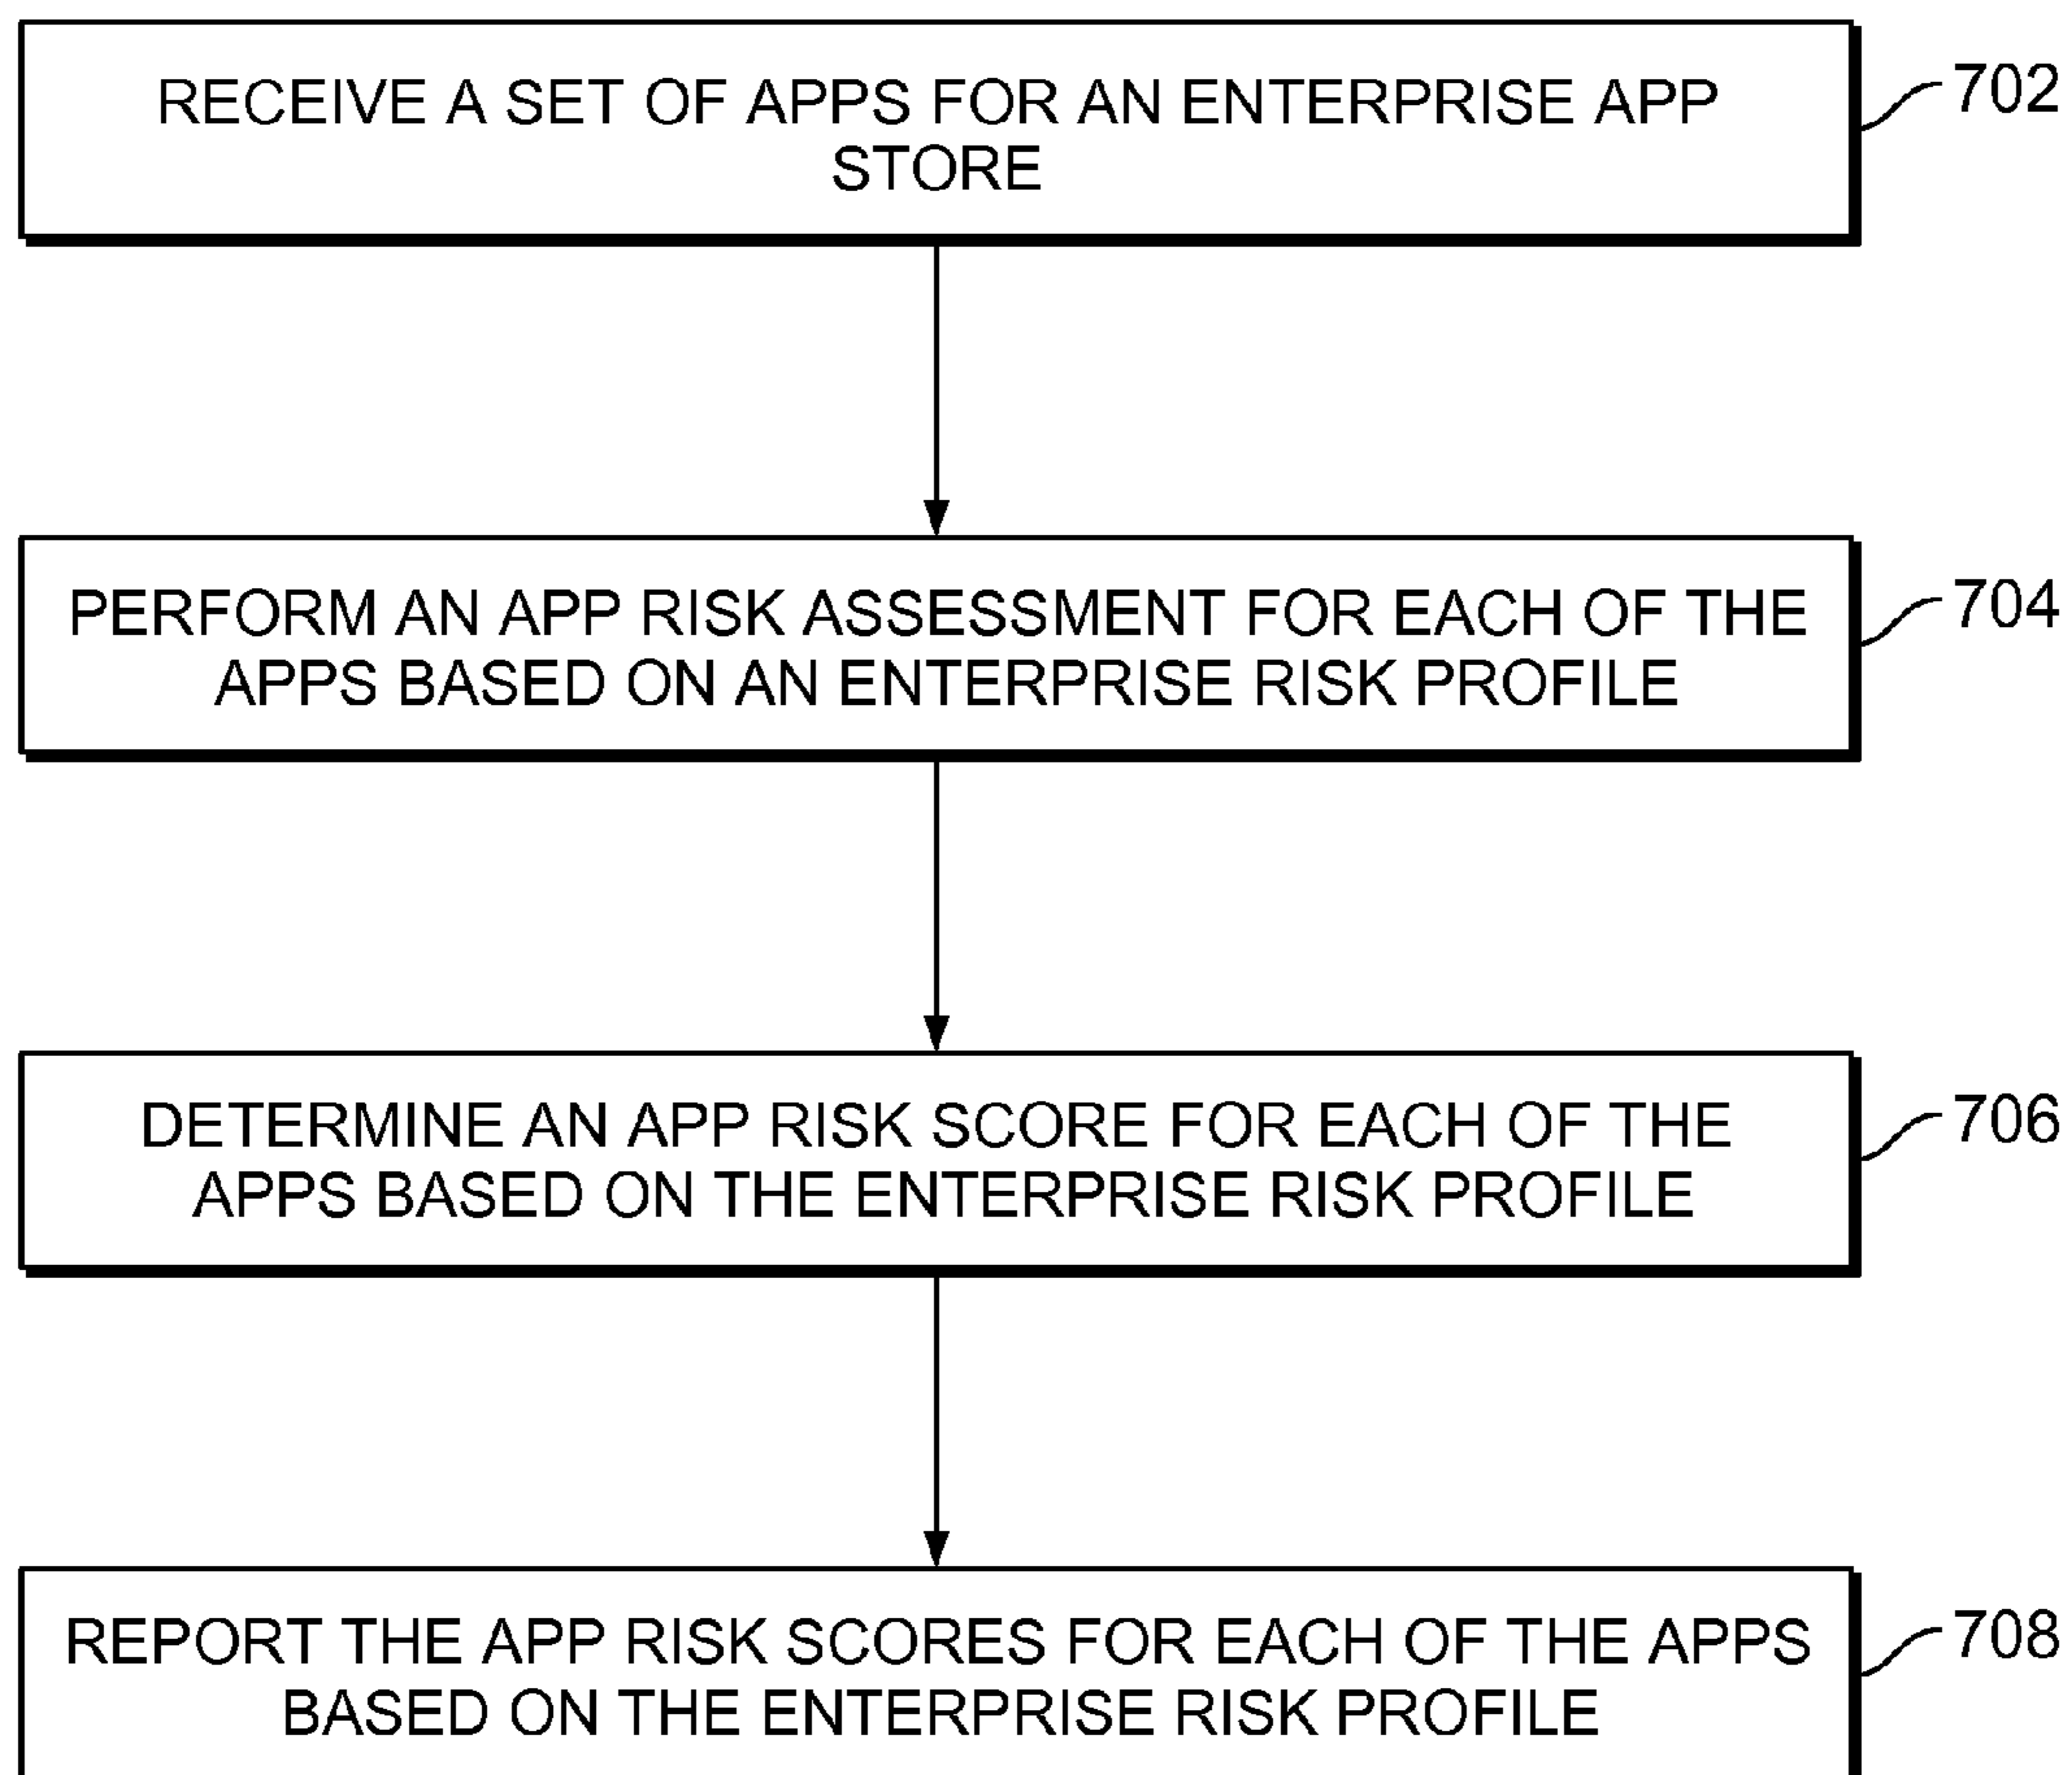 RECEIVE A SET OF APPS FOR AN ENTERPRISE APP
STORE
702
PERFORM AN APP RISK ASSESSMENT FOR EACH OF THE
APPS BASED ON AN ENTERPRISE RISK PROFILE
704
DETERMINE AN APP RISK SCORE FOR EACH OF THE
APPS BASED ON THE ENTERPRISE RISK PROFILE
706
REPORT THE APP RISK SCORES FOR EACH OF THE APPS
BASED ON THE ENTERPRISE RISK PROFILE
708